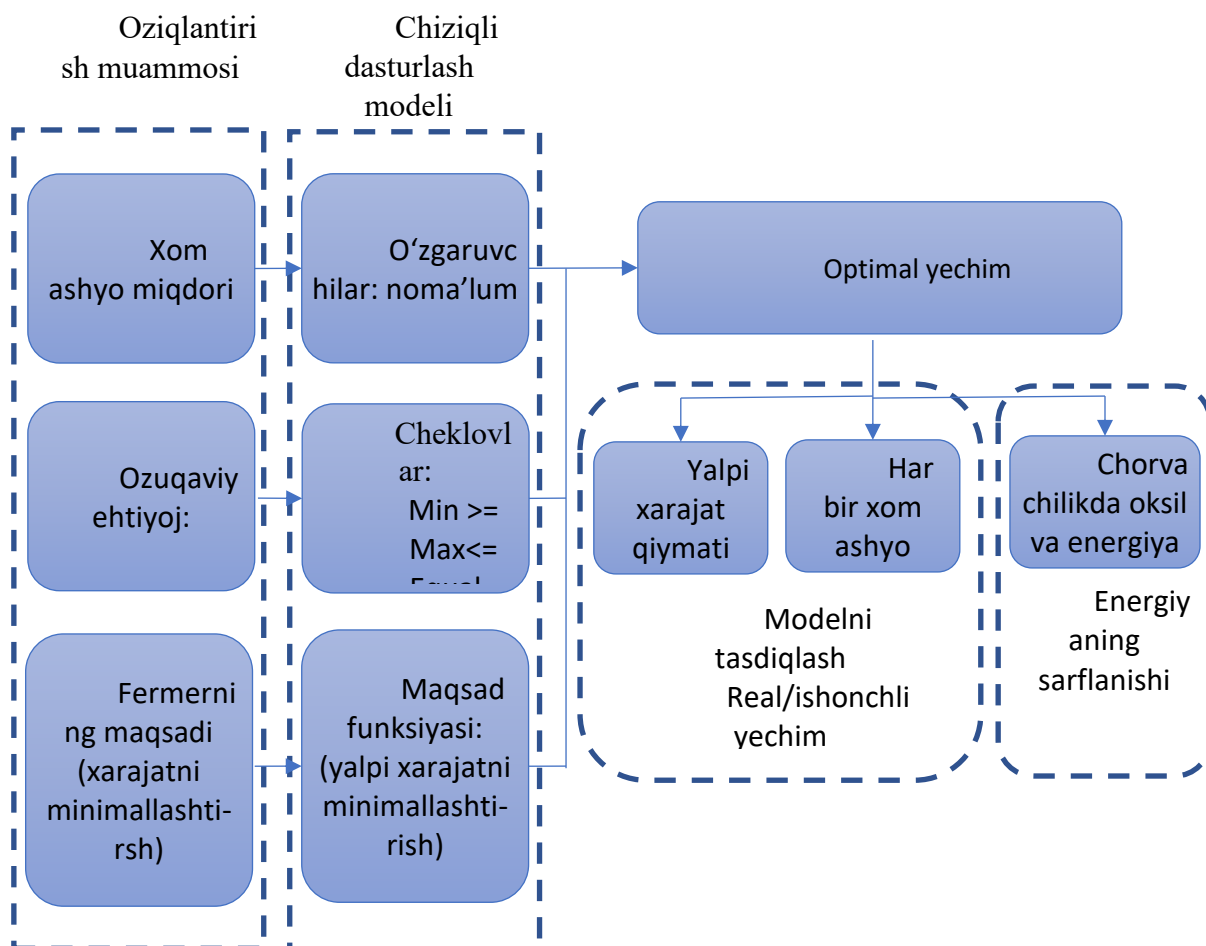 Oziqlantiri
sh muammosi
Chiziqli
dasturlash
modeli
Xom
ashyo miqdori
O‘zgaruvc
hilar: noma’lum
Optimal yechim
Ozuqaviy
ehtiyoj:
Cheklovl
ar:
Min >=
Max<=
Equal
Yalpi
xarajat
qiymati
Har
bir xom
ashyo
Chorva
chilikda oksil
va energiya
Modelni
tasdiqlash
Real/ishonchli
yechim
Energiy
aning
sarflanishi
Fermerni
ng maqsadi
(xarajatni
minimallashti-
rsh)
Maqsad
funksiyasi:
(yalpi xarajatni
minimallashti-
rish)